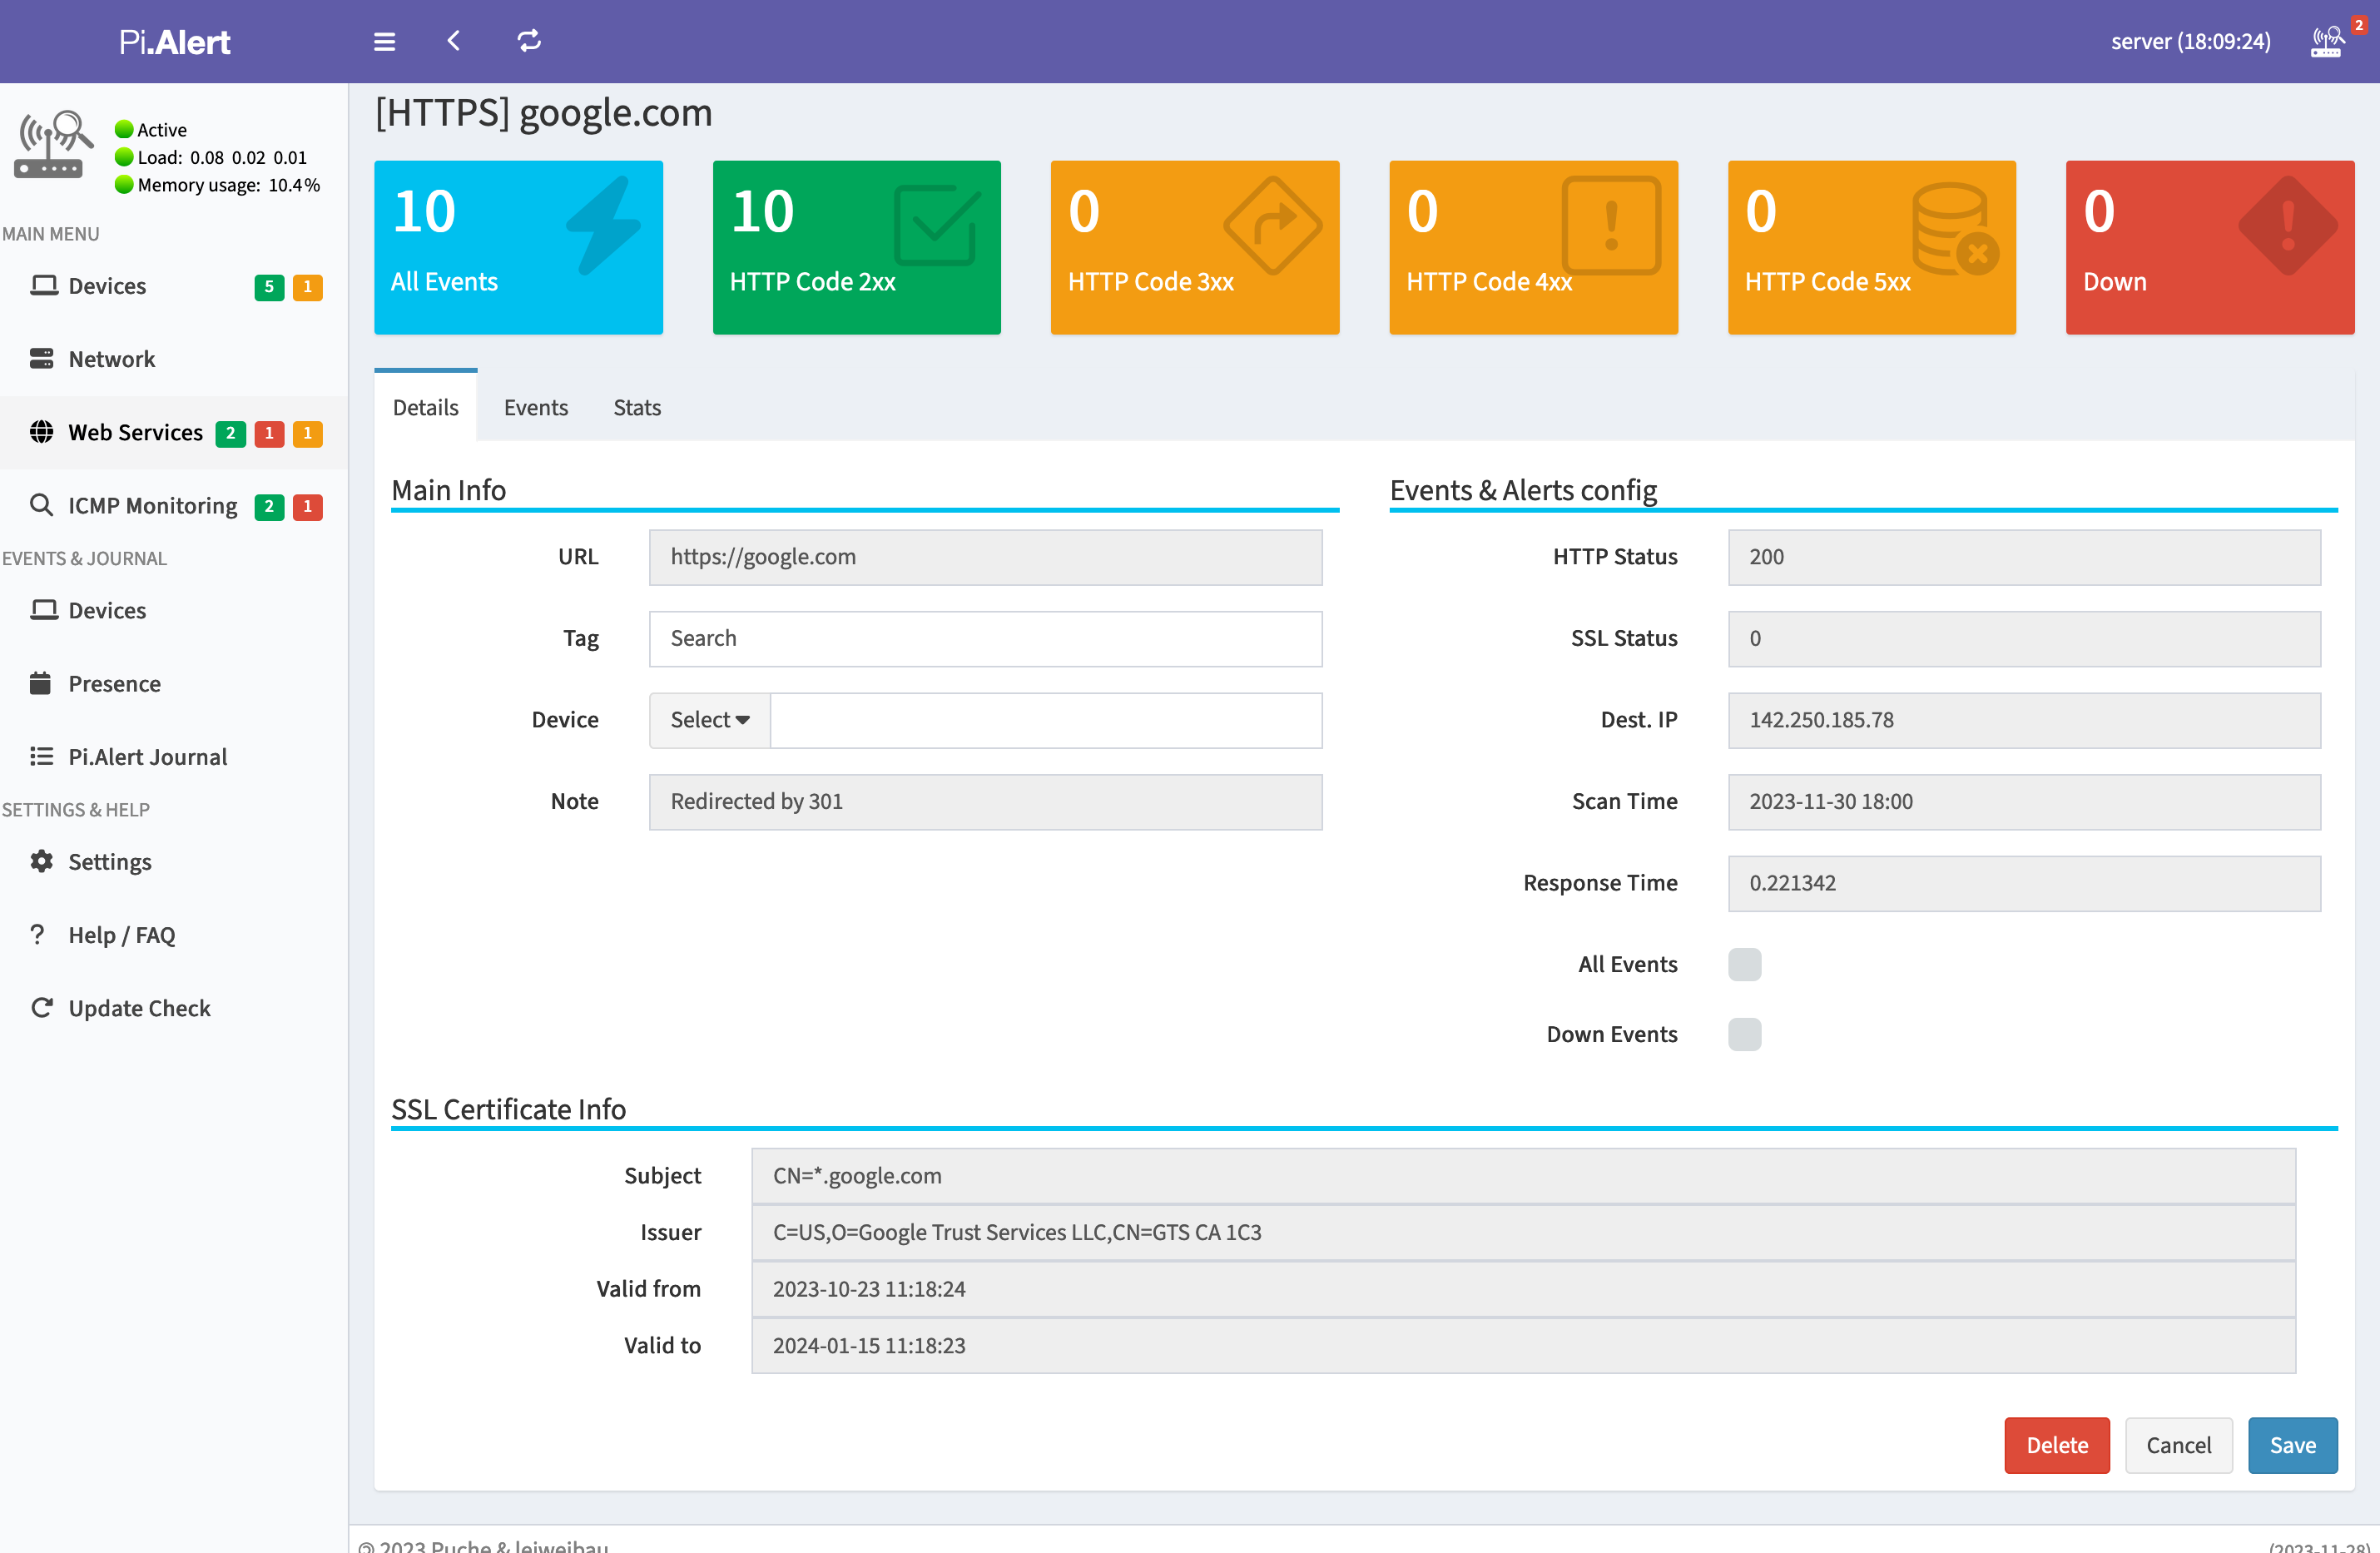 Pi.Alert
server (18:09:24)
2
Active
Load: 0.08 0.02 0.01
Memory usage: 10.4%
MAIN MENU
Devices 5 1
Network
Web Services 2 1 1
ICMP Monitoring 2 1
EVENTS & JOURNAL
Devices
Presence
Pi.Alert Journal
SETTINGS & HELP
Settings
Help / FAQ
Update Check
[HTTPS] google.com
10
All Events
10
HTTP Code 2xx
0
HTTP Code 3xx
0
HTTP Code 4xx
0
HTTP Code 5xx
0
Down
Details Events Stats
Main Info
URL https://google.com
Tag Search
Device Select
Note Redirected by 301
Events & Alerts config
HTTP Status 200
SSL Status 0
Dest. IP 142.250.185.78
Scan Time 2023-11-30 18:00
Response Time 0.221342
All Events
Down Events
SSL Certificate Info
Subject CN=*.google.com
Issuer C=US,O=Google Trust Services LLC,CN=GTS CA 1C3
Valid from 2023-10-23 11:18:24
Valid to 2024-01-15 11:18:23
Delete Cancel Save
© 2023 Puche & leiweibau
(2023-11-28)